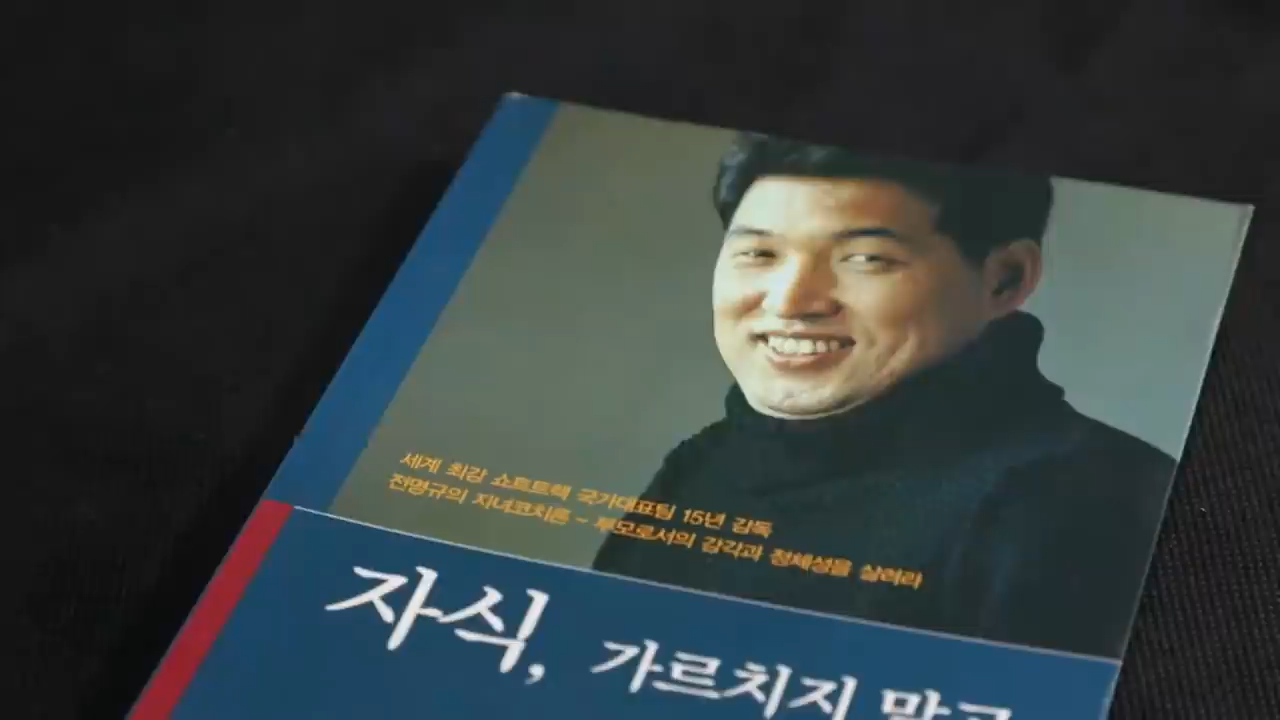 세계 최강 쇼트트랙 국가대표팀 15년 감독
전명규의 자녀코치론 - 부모로서의 감각과 정체성을 살려라
자식, 가르치지 말고